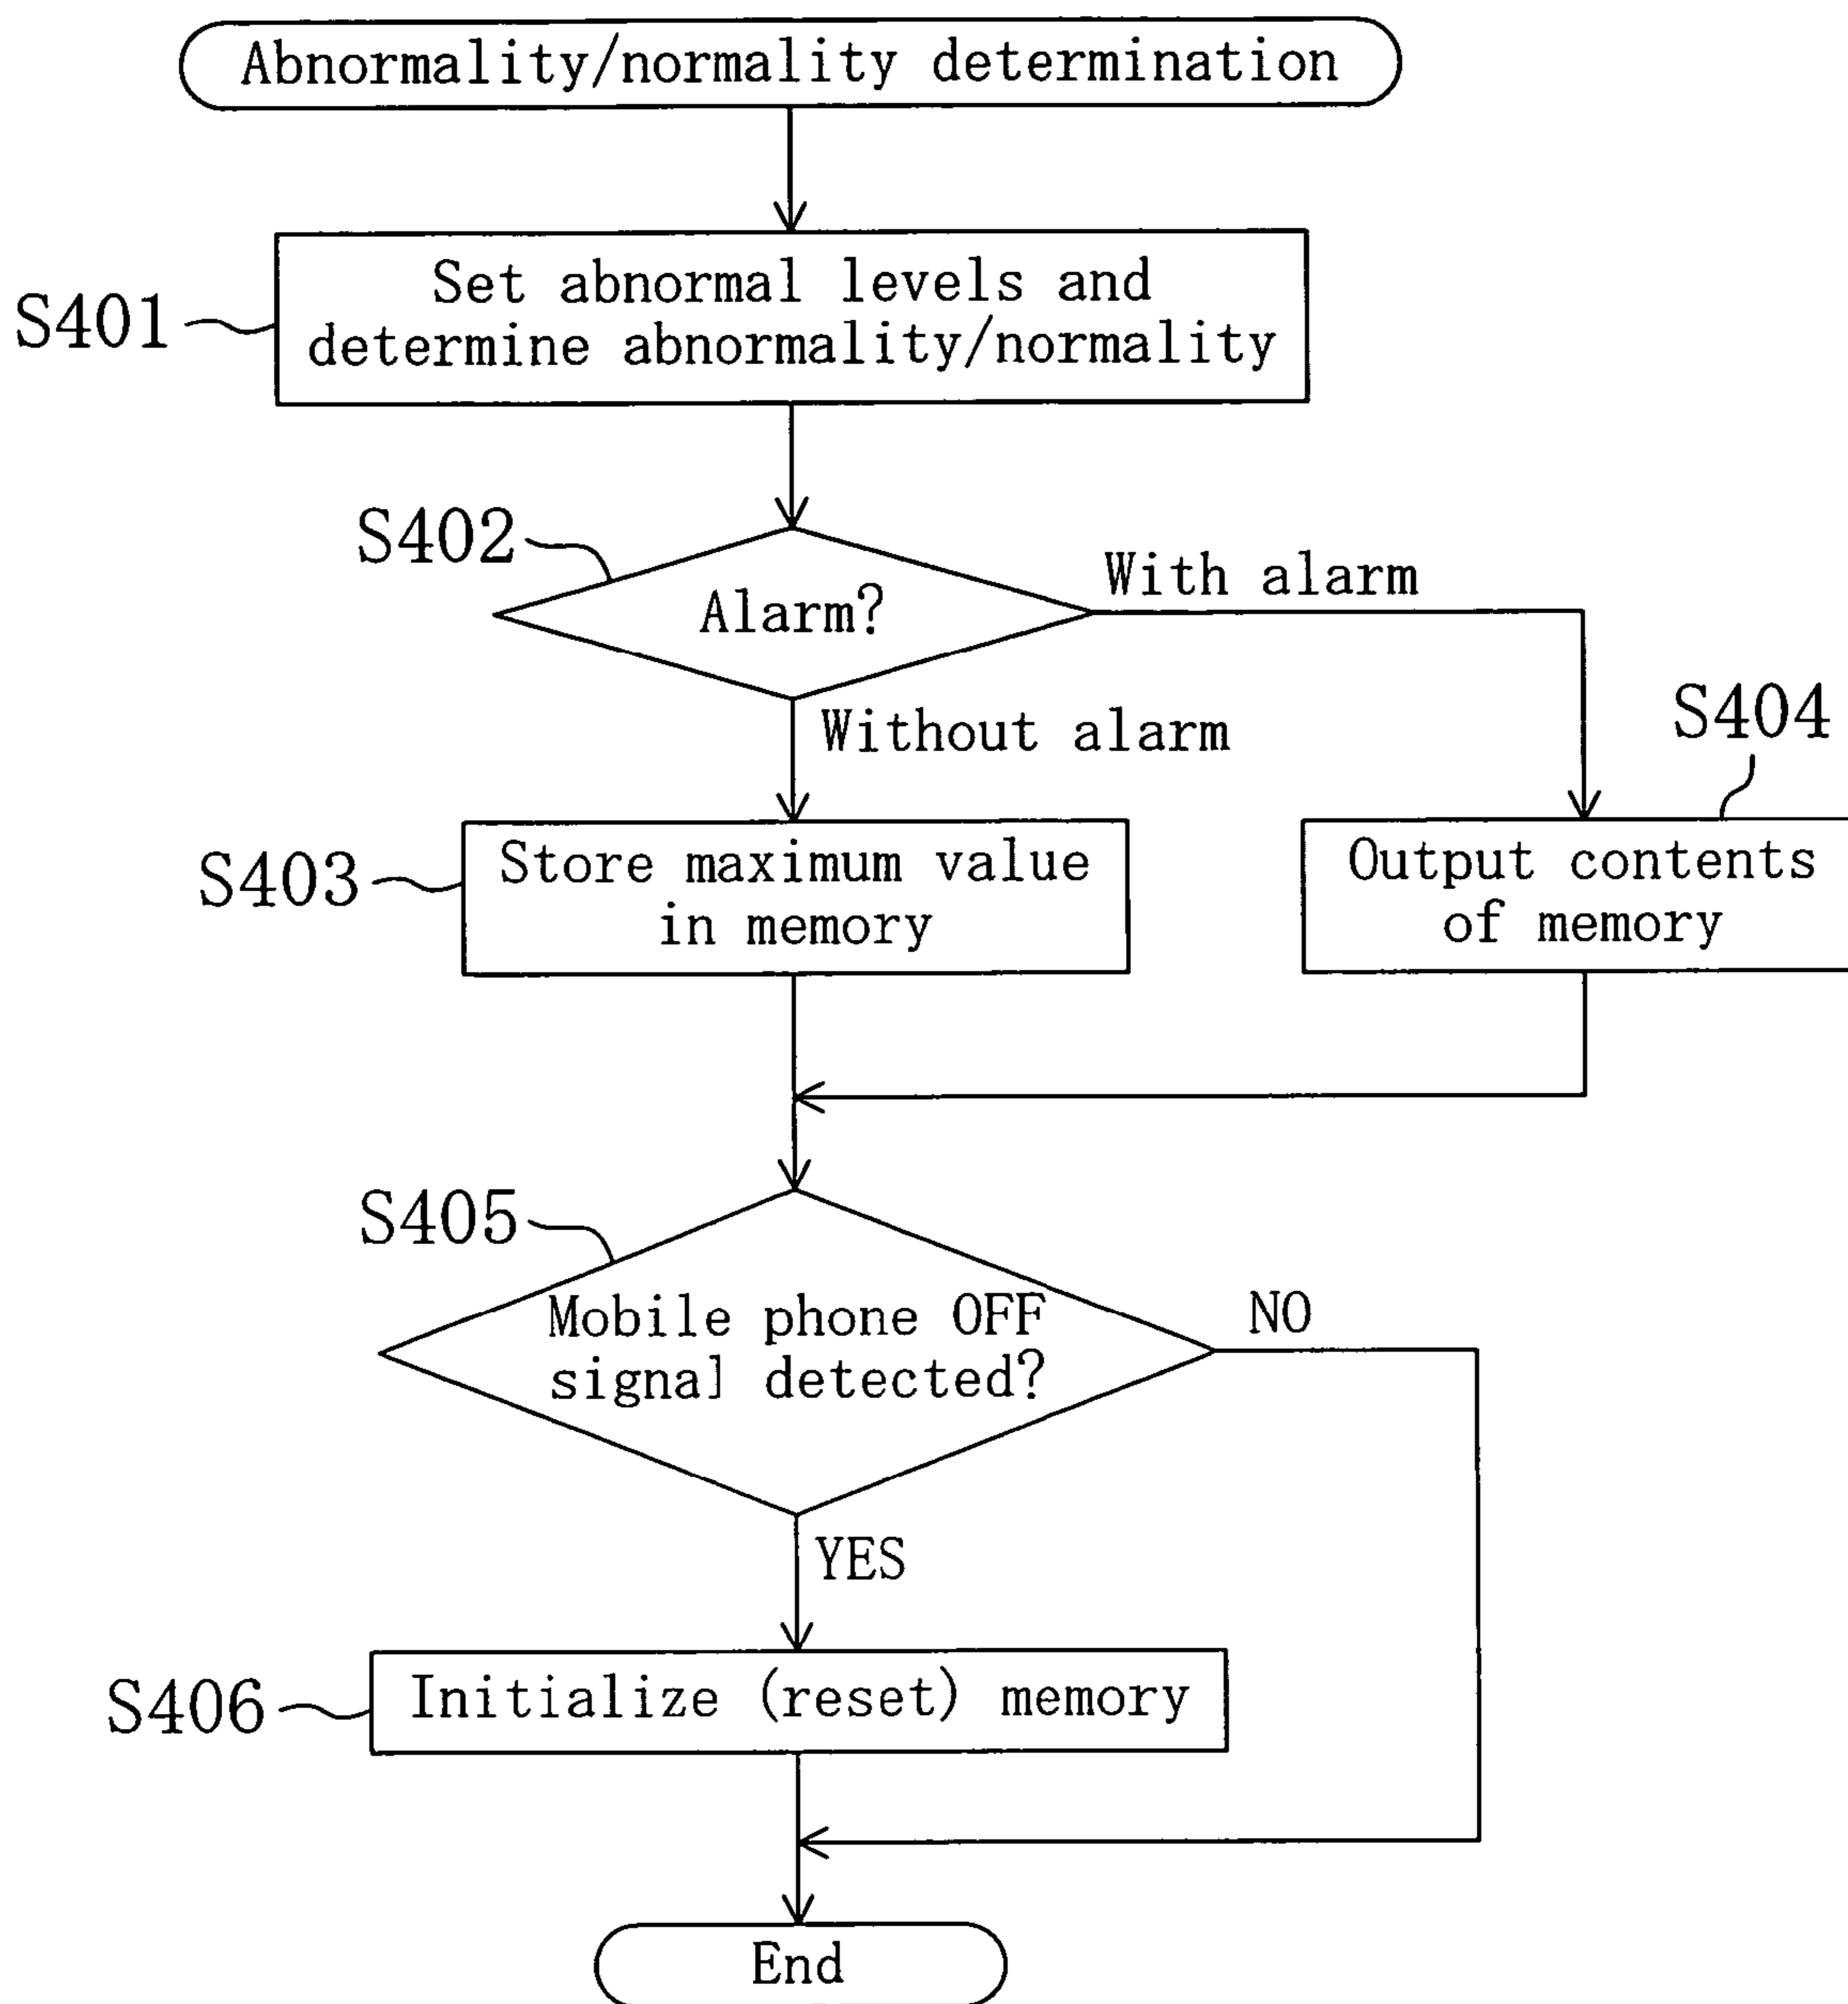 Abnormality/normality determination
S401
Set abnormal levels and
determine abnormality/normality
S402
Alarm?
With alarm
Without alarm
S404
S403
Store maximum value
in memory
Output contents
of memory
S405
Mobile phone OFF
signal detected?
NO
YES
S406
Initialize (reset) memory
End